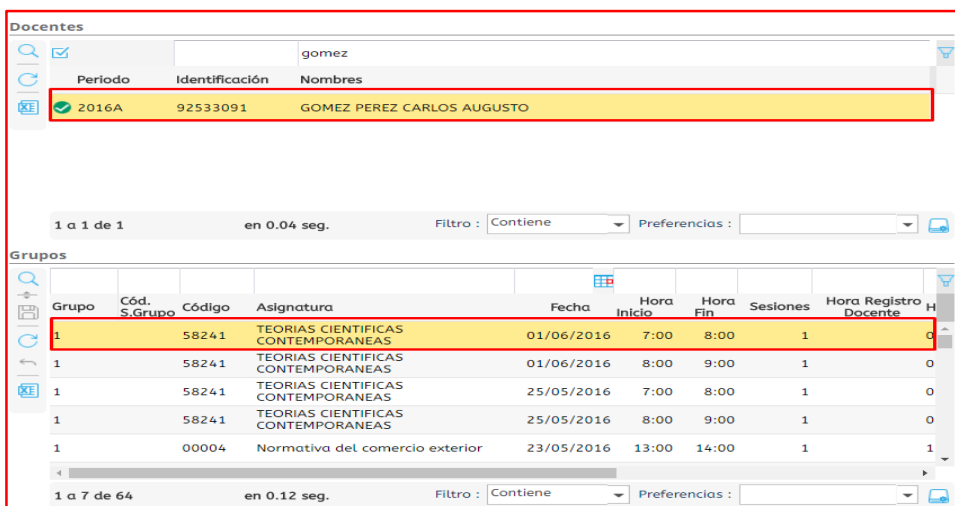 Docentes
gomez
Periodo Identificación Nombres
2016A 92533091 GOMEZ PEREZ CARLOS AUGUSTO
1 a 1 de 1 en 0.04 seg. Filtro : Contiene Preferencias :
Grupos
Grupo Cód. S.Grupo Código Asignatura Fecha Hora Inicio Hora Fin Sesiones Hora Registro Docente H
1 58241 TEORIAS CIENTIFICAS CONTEMPORANEAS 01/06/2016 7:00 8:00 1 0
1 58241 TEORIAS CIENTIFICAS CONTEMPORANEAS 01/06/2016 8:00 9:00 1 0
1 58241 TEORIAS CIENTIFICAS CONTEMPORANEAS 25/05/2016 7:00 8:00 1 0
1 58241 TEORIAS CIENTIFICAS CONTEMPORANEAS 25/05/2016 8:00 9:00 1 0
1 00004 Normativa del comercio exterior 23/05/2016 13:00 14:00 1 1
1 a 7 de 64 en 0.12 seg. Filtro : Contiene Preferencias :